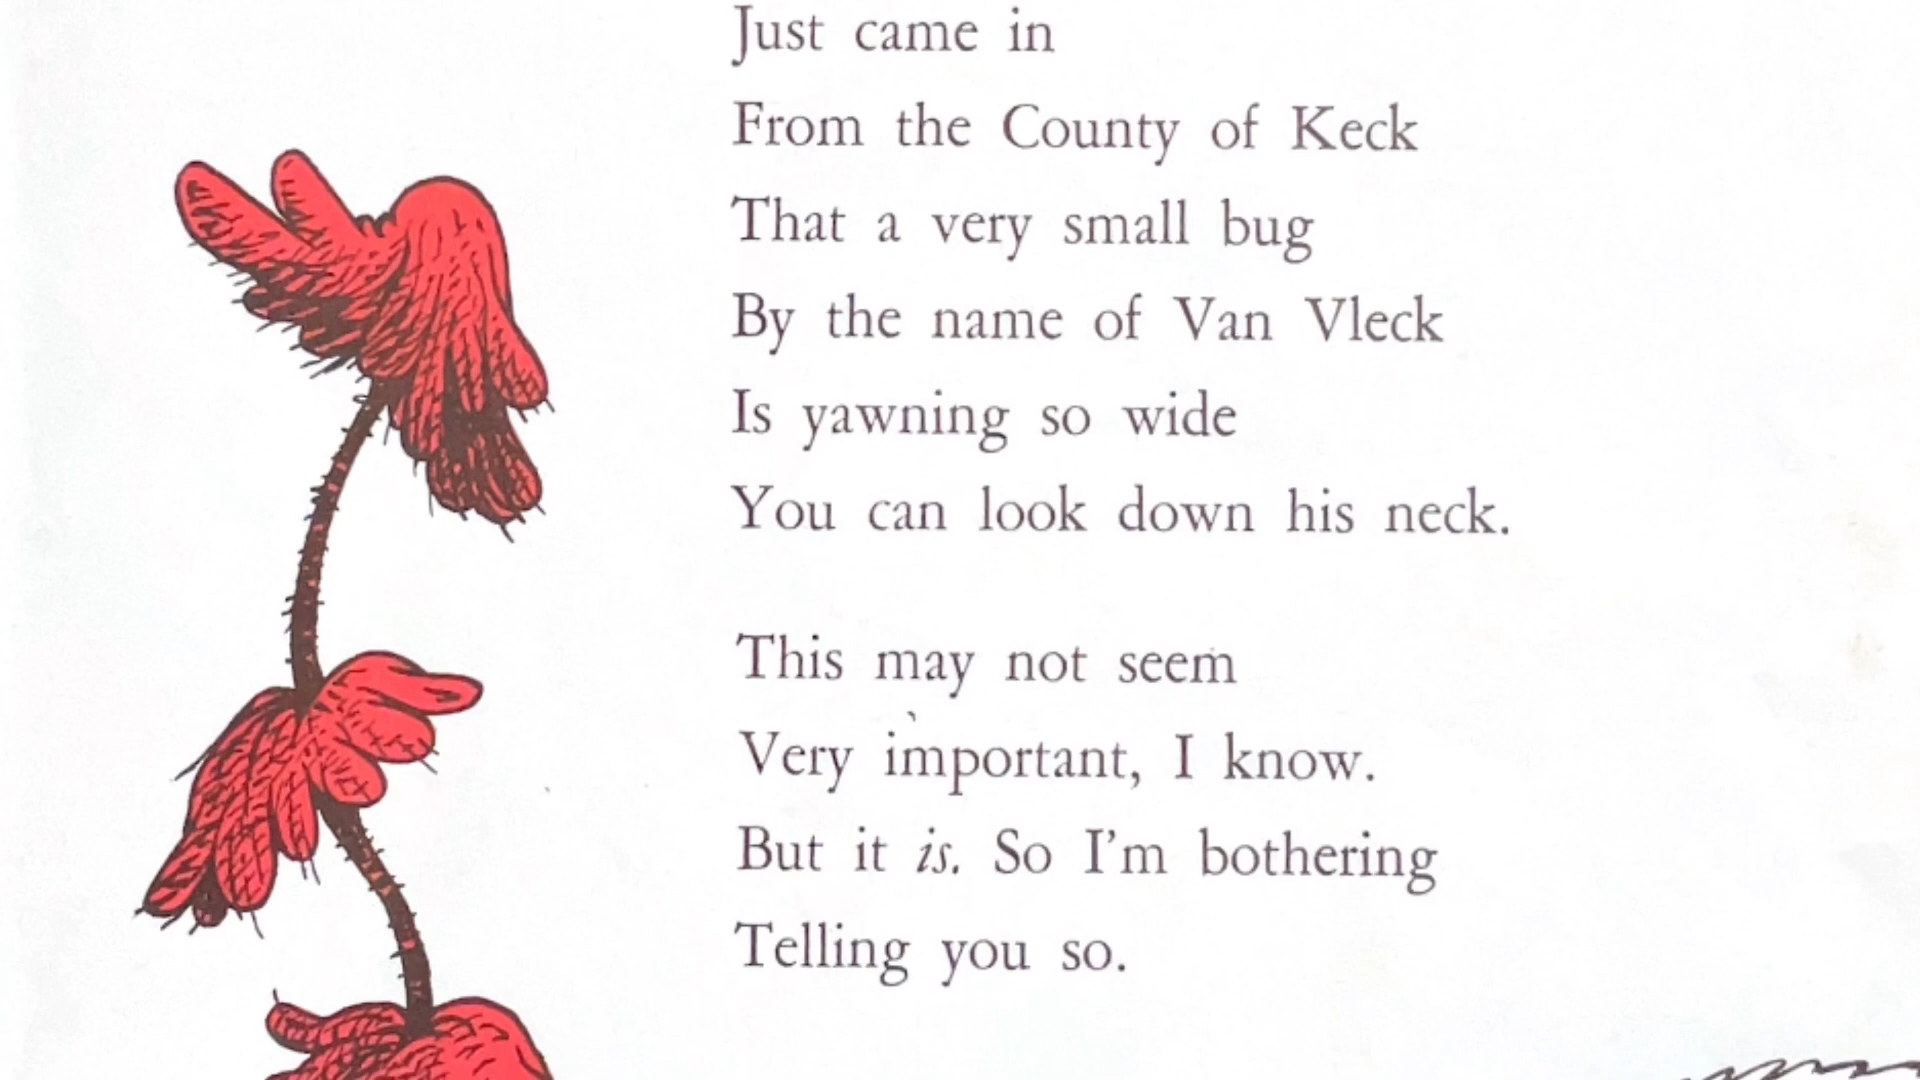 Just came in
From the County of Keck
That a very small bug
By the name of Van Vleck
Is yawning so wide
You can look down his neck.
This may not seem
Very important, I know.
But it is. So I'm bothering
Telling you so.